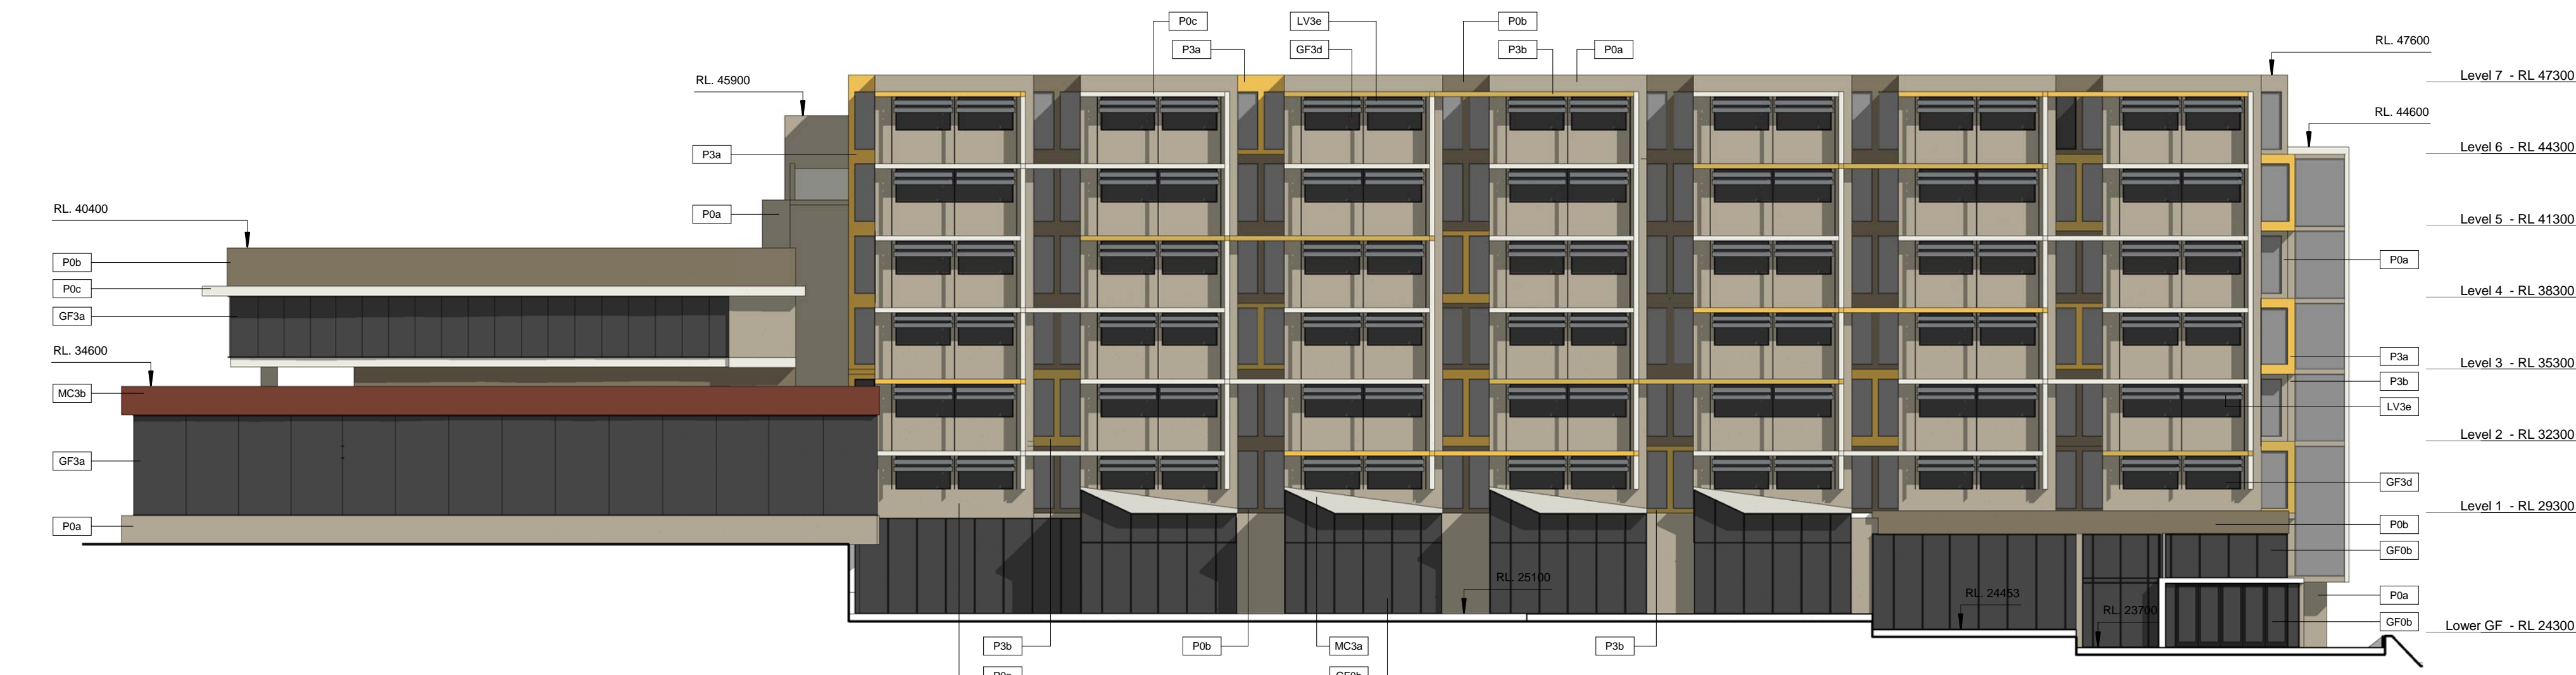 P0c
LV3e
P0b
P3a
GF3d
P3b
P0a
RL. 47600
RL. 45900
Level 7 - RL 47300
RL. 44600
P3a
Level 6 - RL 44300
RL. 40400
P0a
Level 5 - RL 41300
P0b
P0a
P0c
Level 4 - RL 38300
GF3a
RL. 34600
P3a
Level 3 - RL 35300
MC3b
P3b
LV3e
Level 2 - RL 32300
GF3a
GF3d
Level 1 - RL 29300
P0a
P0b
GF0b
RL. 25100
RL. 24453
P0a
RL. 23700
GF0b
Lower GF - RL 24300
P3b
P0b
MC3a
P3b